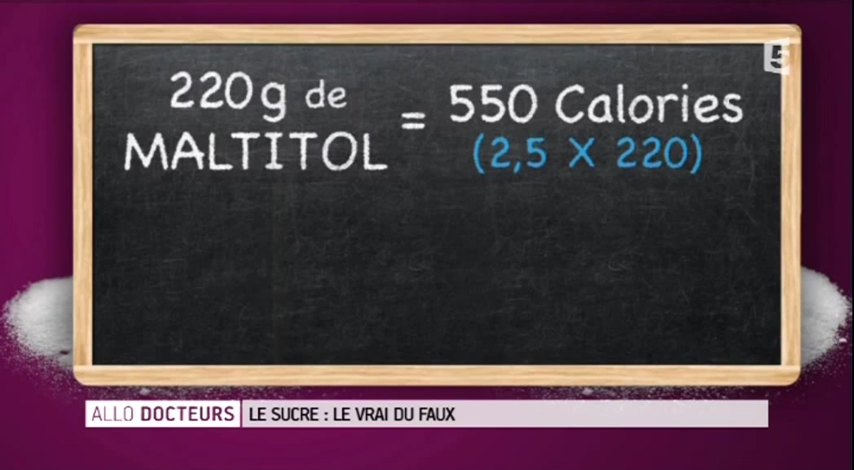 5
220g de
MALTITOL
=
550 Calories
(2,5 X 220)
ALLO DOCTEURS
LE SUCRE : LE VRAI DU FAUX